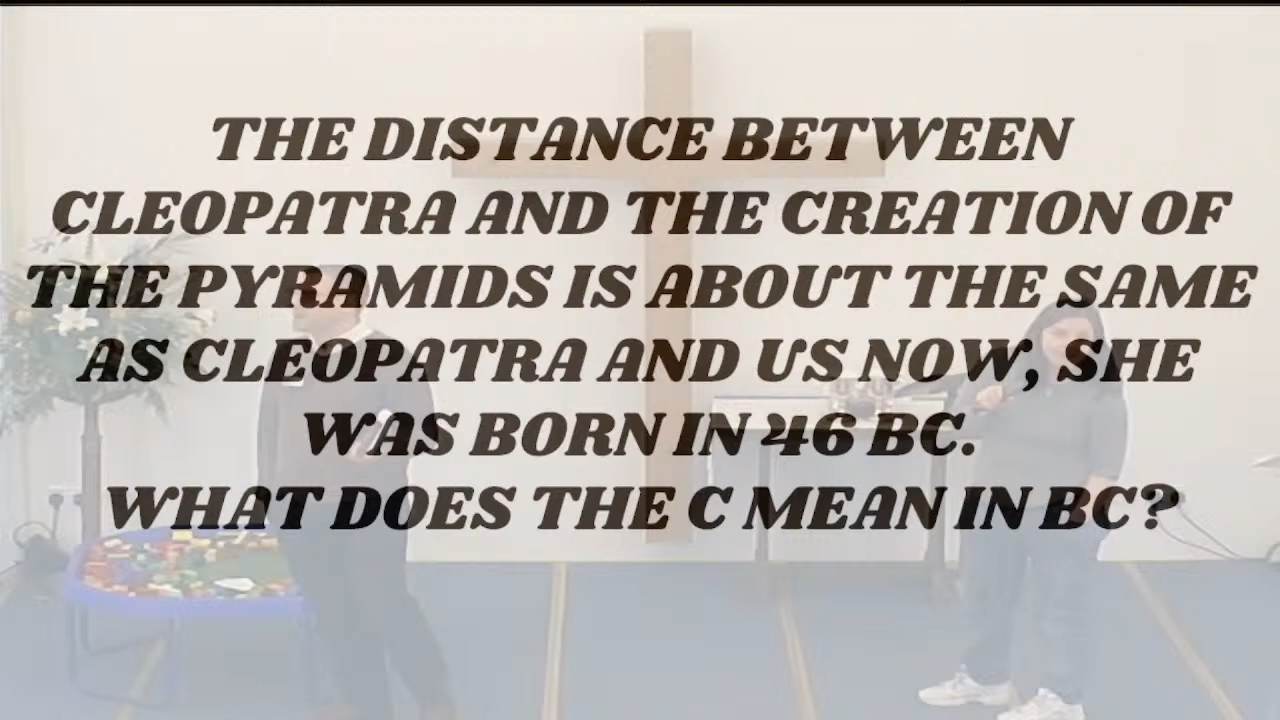 THE DISTANCE BETWEEN
CLEOPATRA AND THE CREATION OF
THE PYRAMIDS IS ABOUT THE SAME
AS CLEOPATRA AND US NOW, SHE
WAS BORN IN 46 BC.
WHAT DOES THE C MEAN IN BC?